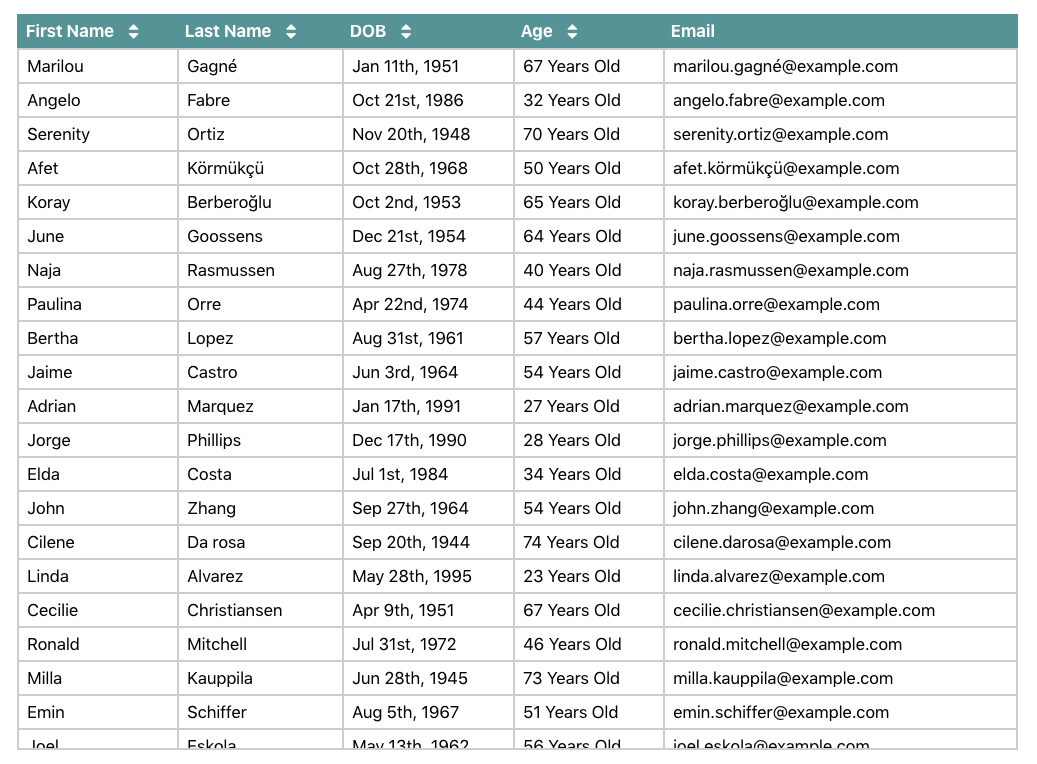 First Name Last Name DOB Age Email
Marilou Gagné Jan 11th, 1951 67 Years Old marilou.gagné@example.com
Angelo Fabre Oct 21st, 1986 32 Years Old angelo.fabre@example.com
Serenity Ortiz Nov 20th, 1948 70 Years Old serenity.ortiz@example.com
Afet Körmükçü Oct 28th, 1968 50 Years Old afet.körmükçü@example.com
Koray Berberoğlu Oct 2nd, 1953 65 Years Old koray.berberoğlu@example.com
June Goossens Dec 21st, 1954 64 Years Old june.goossens@example.com
Naja Rasmussen Aug 27th, 1978 40 Years Old naja.rasmussen@example.com
Paulina Orre Apr 22nd, 1974 44 Years Old paulina.orre@example.com
Bertha Lopez Aug 31st, 1961 57 Years Old bertha.lopez@example.com
Jaime Castro Jun 3rd, 1964 54 Years Old jaime.castro@example.com
Adrian Marquez Jan 17th, 1991 27 Years Old adrian.marquez@example.com
Jorge Phillips Dec 17th, 1990 28 Years Old jorge.phillips@example.com
Elda Costa Jul 1st, 1984 34 Years Old elda.costa@example.com
John Zhang Sep 27th, 1964 54 Years Old john.zhang@example.com
Cilene Da rosa Sep 20th, 1944 74 Years Old cilene.darosa@example.com
Linda Alvarez May 28th, 1995 23 Years Old linda.alvarez@example.com
Cecilie Christiansen Apr 9th, 1951 67 Years Old cecilie.christiansen@example.com
Ronald Mitchell Jul 31st, 1972 46 Years Old ronald.mitchell@example.com
Milla Kauppila Jun 28th, 1945 73 Years Old milla.kauppila@example.com
Emin Schiffer Aug 5th, 1967 51 Years Old emin.schiffer@example.com
Joel Eskola May 13th, 1962 56 Years Old joel.eskola@example.com